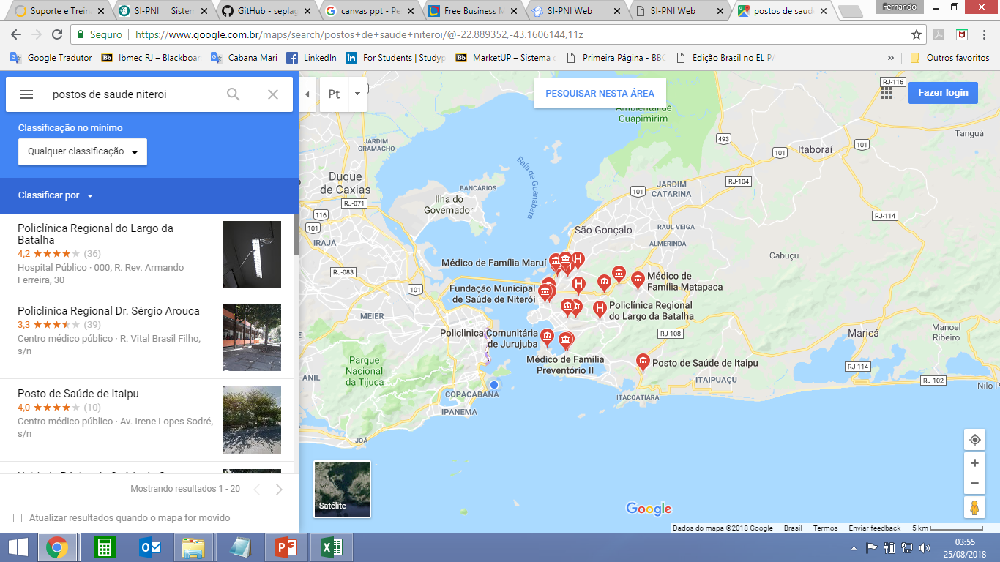 Suporte e Trein
SI-PNI Sistem
GitHub - seplag
canvas ppt - Pe
Free Business M
SI-PNI Web
SI-PNI Web
postos de saud
Fernando
Seguro
https://www.google.com.br/maps/search/postos+de+saude+niteroi/@-22.889352,-43.1606144,11z
Google Tradutor
Ibmec RJ – Blackboar
Cabana Mari
LinkedIn
For Students | Studyp
MarketUP – Sistema d
Primeira Página - BBC
Edição Brasil no EL PA
»
Outros favoritos
postos de saude niteroi
Classificação no mínimo
Qualquer classificação
Classificar por
Policlínica Regional do Largo da
Batalha
4,2 ★★★★★ (36)
Hospital Público · 000, R. Rev. Armando
Ferreira, 30
Policlínica Regional Dr. Sérgio Arouca
3,3 ★★★★★ (39)
Centro médico público · R. Vital Brasil Filho,
s/n
Posto de Saúde de Itaipu
4,0 ★★★★★ (10)
Centro médico público · Av. Irene Lopes Sodré,
s/n
Mostrando resultados 1 - 20
Atualizar resultados quando o mapa for movido
Pt
PESQUISAR NESTA ÁREA
Fazer login
RJ-116
Ambiental de
Guapimirim
JARDIM
GRAMACHO
493
101
101
Tanguá
Itaboraí
Baía de Guanabara
Duque
de Caxias
BANCÁRIOS
RJ-104
JARDIM
CATARINA
101
Ilha do
Governador
RJ-071
116
101
RJ-114
São Gonçalo
RAUL VEIGA
IRAJÁ
ALMERINDA
Cabuçu
Médico de Família Maruí
H
H
RJ-083
Médico de
Família Matapaca
101
Fundação Municipal
de Saúde de Niterói
H
MEIER
H
Policlínica Regional
do Largo da Batalha
Policlinica Comunitária
de Jurujuba
RJ-108
Manoel
Ribeiro
Maricá
Médico de Família
Preventório II
Parque
Nacional
da Tijuca
Posto de Saúde de Itaipu
RJ-114
ANIL
ITAIPUAÇU
RJ-102
Nilo P
COPACABANA
ITACOATIARA
IPANEMA
JOÁ
Satélite
Google
Dados do mapa ©2018 Google
Brasil
Termos
Enviar feedback
5 km
03:55
25/08/2018